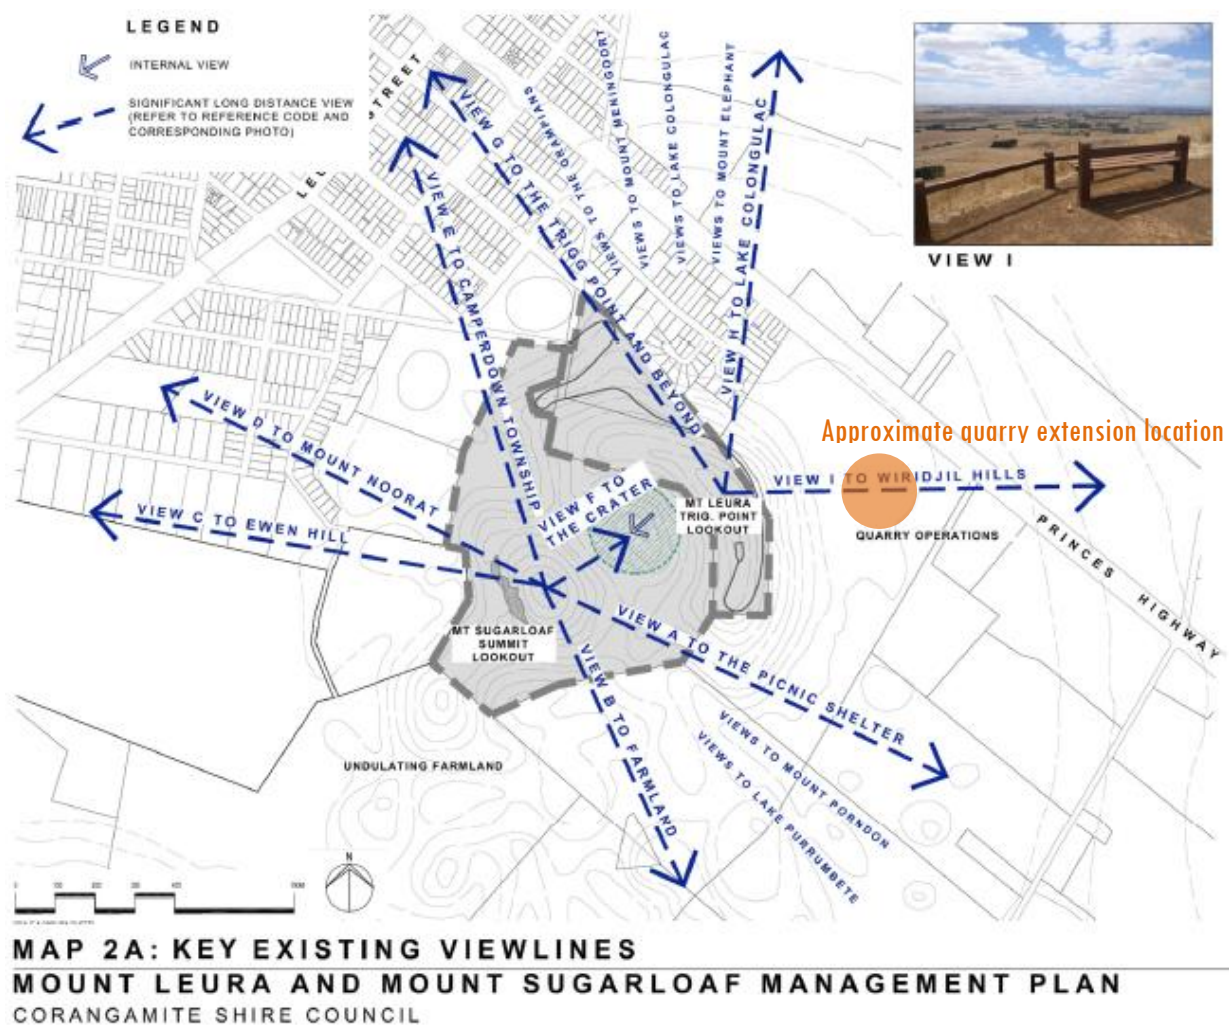 LEGEND
INTERNAL VIEW
SIGNIFICANT LONG DISTANCE VIEW
(REFER TO REFERENCE CODE AND
CORRESPONDING PHOTO)
STREET
VIEW G TO THE TRIGG POINT AND BEYOND
VIEWS TO THE GRAMPIANS
VIEWS TO MOUNT MENINGOORT
VIEWS TO LAKE COLONGULAC
VIEWS TO MOUNT ELEPHANT
VIEW H TO LAKE COLONGULAC
VIEW I
VIEW E TO CAMPERDOWN TOWNSHIP
VIEW D TO MOUNT NOORAT
VIEW C TO EWEN HILL
VIEW F TO
THE CRATER
MT LEURA
TRIG. POINT
LOOKOUT
Approximate quarry extension location
VIEW I TO WIRIDJIL HILLS
QUARRY OPERATIONS
PRINCES HIGHWAY
MT SUGARLOAF
SUMMIT
LOOKOUT
VIEW A TO THE PICNIC SHELTER
VIEW B TO FARMLAND
VIEWS TO MOUNT PORNDON
VIEWS TO LAKE PURRUMBETE
UNDULATING FARMLAND
N
MAP 2A: KEY EXISTING VIEWLINES
MOUNT LEURA AND MOUNT SUGARLOAF MANAGEMENT PLAN
CORANGAMITE SHIRE COUNCIL